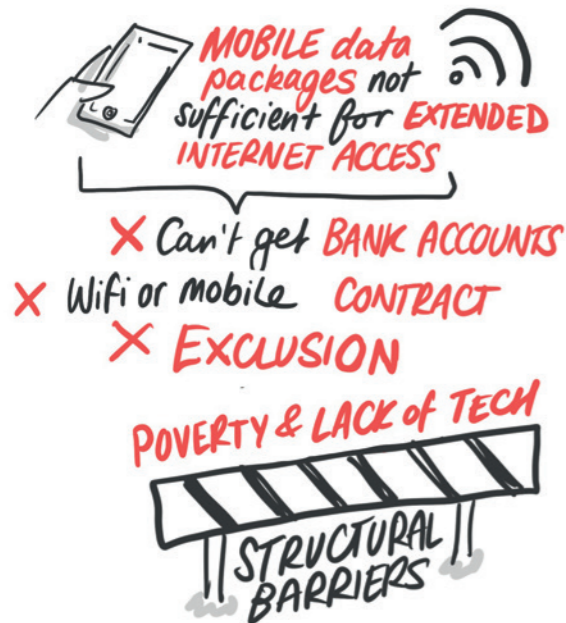 MOBILE data
packages not
sufficient for EXTENDED
INTERNET ACCESS
X Can't get BANK ACCOUNTS
X Wifi or mobile CONTRACT
X EXCLUSION
POVERTY & LACK of TECH
STRUCTURAL
BARRIERS